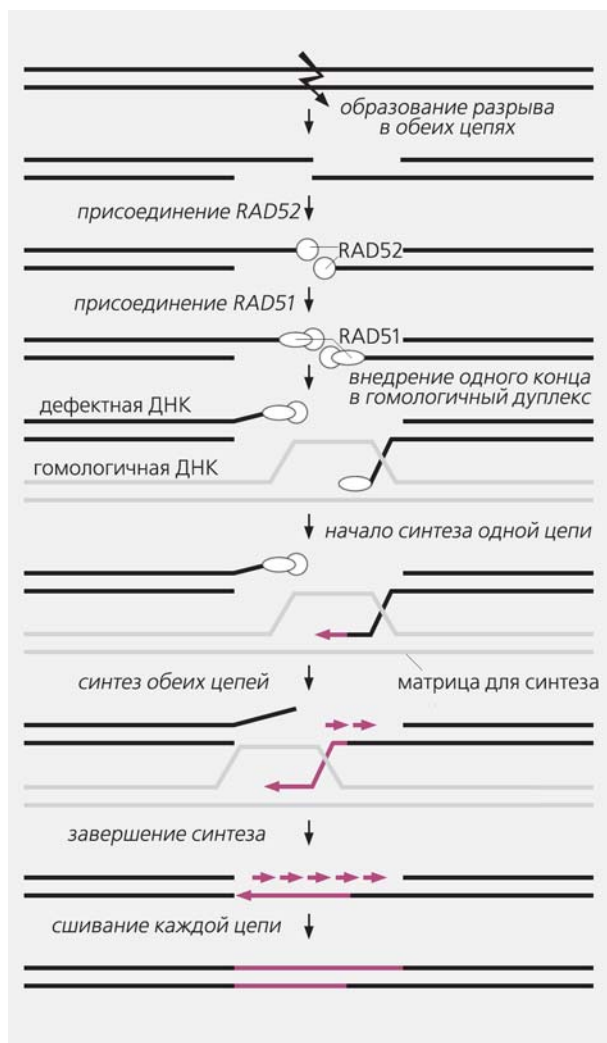 образование разрыва
в обеих цепях
присоединение RAD52
RAD52
присоединение RAD51
RAD51
внедрение одного конца
в гомологичный дуплекс
дефектная ДНК
гомологичная ДНК
начало синтеза одной цепи
синтез обеих цепей
матрица для синтеза
завершение синтеза
сшивание каждой цепи